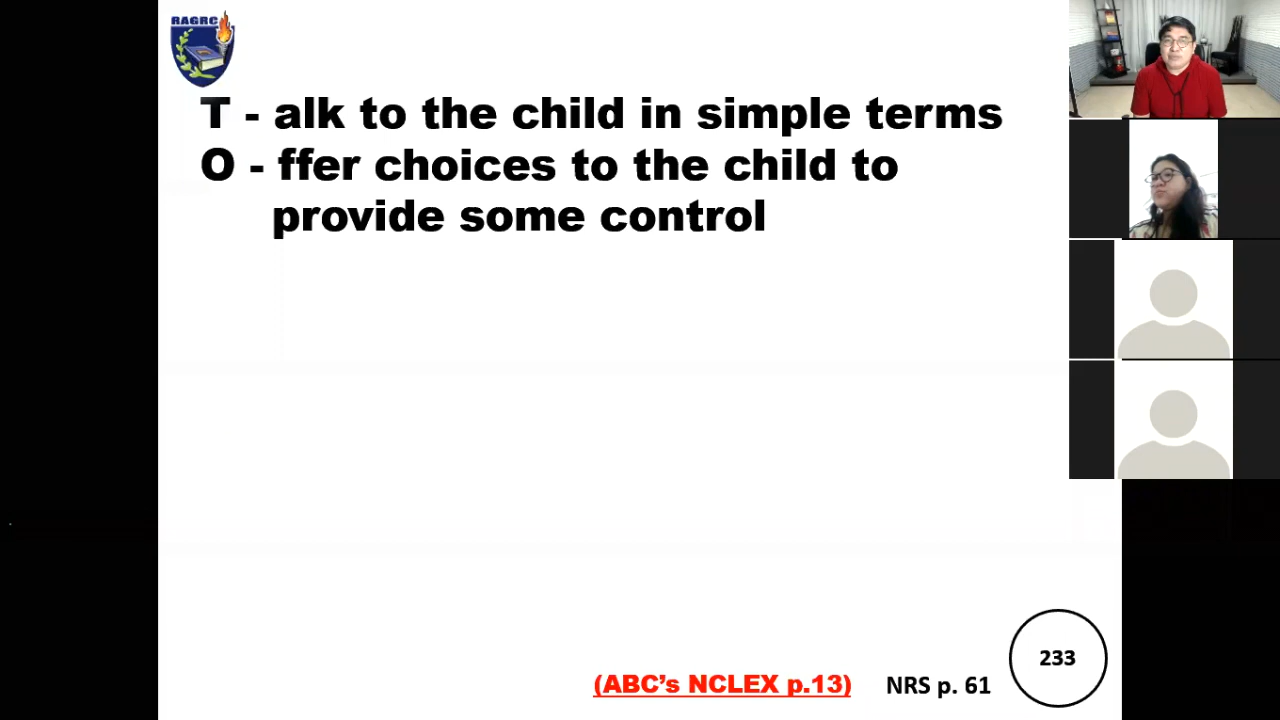 RAGRC
T - alk to the child in simple terms
O - ffer choices to the child to
provide some control
233
(ABC's NCLEX p.13) NRS p. 61